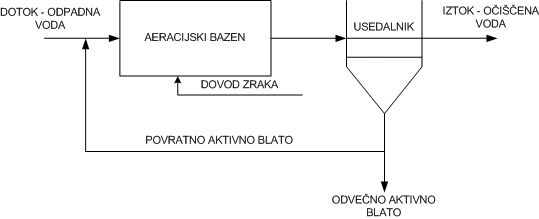 DOTOK - ODPADNA
VODA
AERACIJSKI BAZEN
USEDALNIK
IZTOK - OČIŠČENA
VODA
DOVOD ZRAKA
POVRATNO AKTIVNO BLATO
ODVEČNO AKTIVNO
BLATO